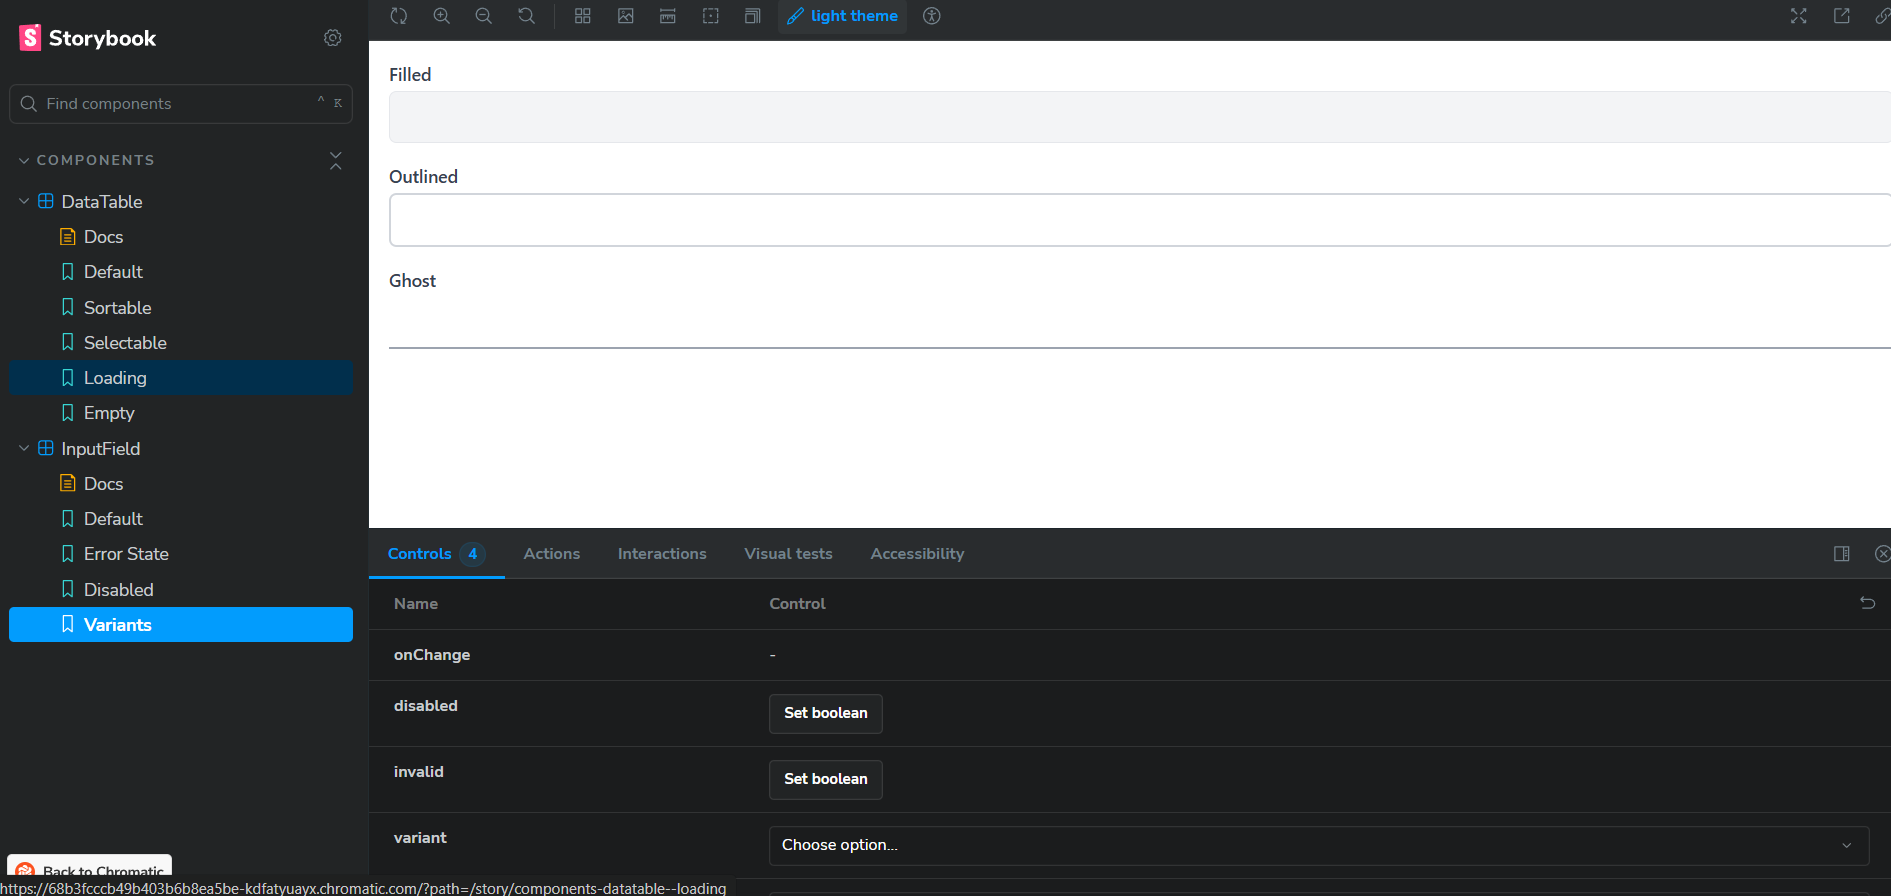 Storybook
Find components
^ K
COMPONENTS
DataTable
Docs
Default
Sortable
Selectable
Loading
Empty
InputField
Docs
Default
Error State
Disabled
Variants
Back to Chromatic
https://68b3fcccb49b403b6b8ea5be-kdfatyuayx.chromatic.com/?path=/story/components-datatable--loading
light theme
Filled
Outlined
Ghost
Controls 4 Actions Interactions Visual tests Accessibility
Name Control
onChange -
disabled Set boolean
invalid Set boolean
variant Choose option...